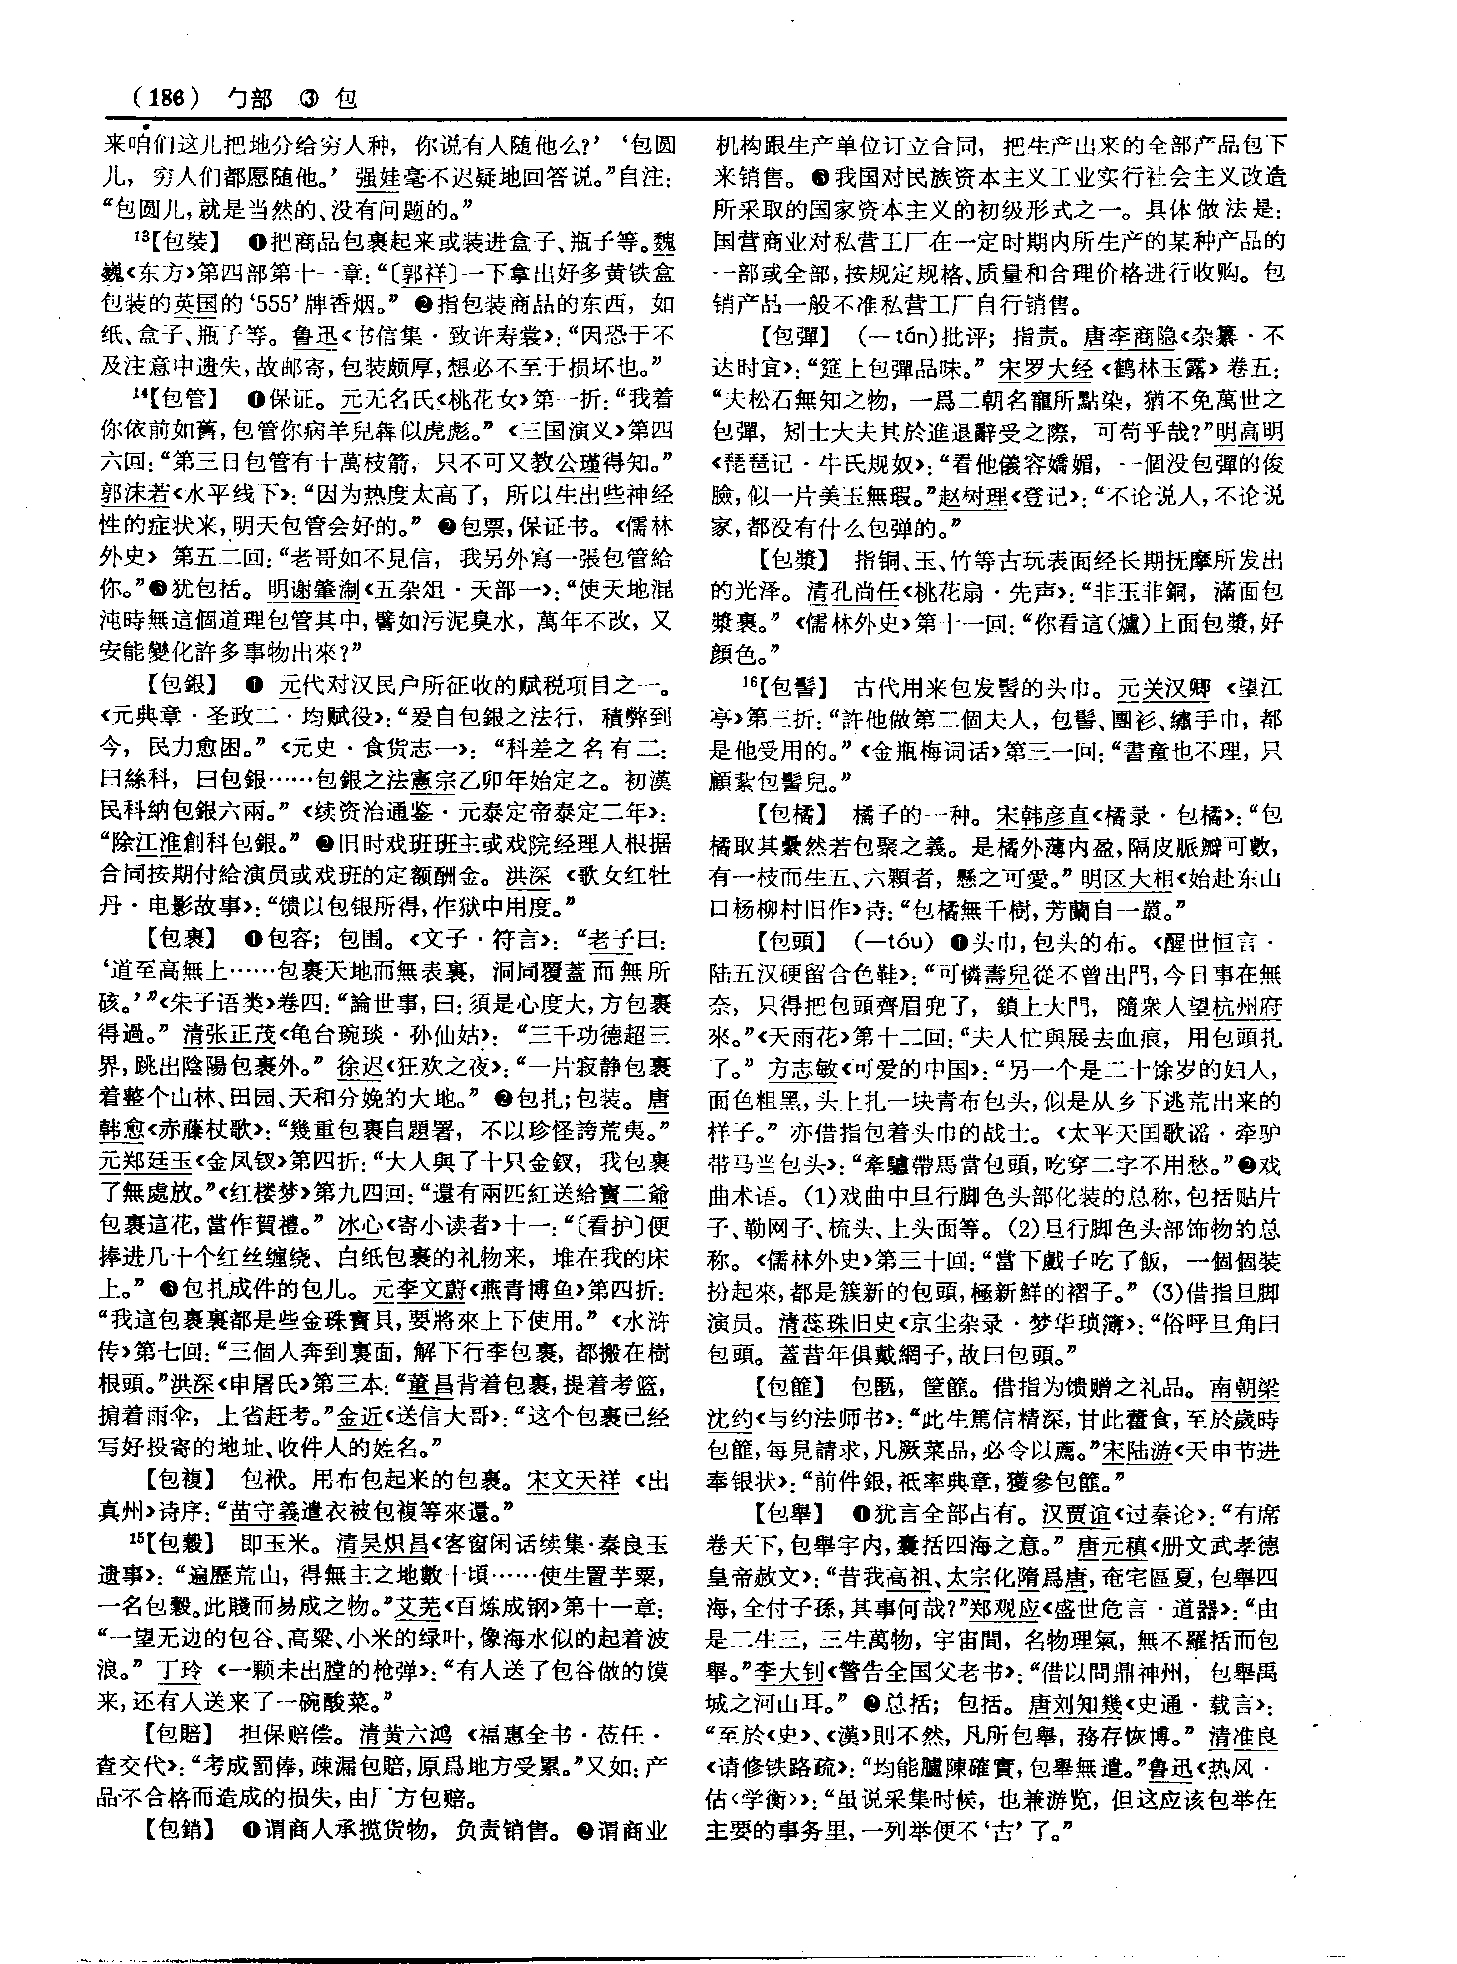 (186) 勹部 ③ 包
来咱们这儿把地分给穷人种，你说有人随他么?’‘包圆
儿，穷人们都愿随他。’强娃毫不迟疑地回答说。”自注：
“包圆儿，就是当然的、没有问题的。”
¹³【包裝】 ❶把商品包裹起来或装进盒子、瓶子等。魏
巍《东方》第四部第十一章：“〔郭祥〕一下拿出好多黄铁盒
包装的英国的‘555’牌香烟。” ❷指包装商品的东西，如
纸、盒子、瓶子等。鲁迅《书信集·致许寿裳》：“因恐于不
及注意中遗失，故邮寄，包装颇厚，想必不至于损坏也。”
¹⁴【包管】 ❶保证。元无名氏《桃花女》第一折：“我着
你依前如舊，包管你病羊兒犇似虎彪。”《三国演义》第四
六回：“第三日包管有十萬枝箭，只不可又教公瑾得知。”
郭沫若《水平线下》：“因为热度太高了，所以生出些神经
性的症状来，明天包管会好的。” ❷包票，保证书。《儒林
外史》第五二回：“老哥如不見信，我另外寫一張包管給
你。”❸犹包括。明谢肇淛《五杂俎·天部一》：“使天地混
沌時無這個道理包管其中，譬如污泥臭水，萬年不改，又
安能變化許多事物出來？”
【包銀】 ❶ 元代对汉民户所征收的赋税项目之一。
《元典章·圣政二·均赋役》：“爰自包銀之法行，積弊到
今，民力愈困。”《元史·食货志一》：“科差之名有二：
曰絲科，曰包銀……包銀之法憲宗乙卯年始定之。初漢
民科納包銀六兩。”《续资治通鉴·元泰定帝泰定二年》：
“除江淮創科包銀。” ❷旧时戏班班主或戏院经理人根据
合同按期付給演员或戏班的定额酬金。洪深《歌女红牡
丹·电影故事》：“馈以包银所得，作狱中用度。”
【包裹】 ❶包容；包围。《文子·符言》：“老子曰：
‘道至高無上……包裹天地而無表裏，洞同覆蓋而無所
硋。’”《朱子语类》卷四：“論世事，曰：須是心度大，方包裹
得過。”清张正茂《龟台琬琰·孙仙姑》：“三千功德超三
界，跳出陰陽包裹外。”徐迟《狂欢之夜》：“一片寂静包裹
着整个山林、田园、天和分娩的大地。” ❷包扎；包装。唐
韩愈《赤藤杖歌》：“幾重包裹自題署，不以珍怪誇荒夷。”
元郑廷玉《金凤钗》第四折：“大人與了十只金釵，我包裹
了無處放。”《红楼梦》第九四回：“還有兩匹紅送給寶二爺
包裹這花，當作賀禮。”冰心《寄小读者》十一：“〔看护〕便
捧进几十个红丝缠绕、白纸包裹的礼物来，堆在我的床
上。” ❸包扎成件的包儿。元李文蔚《燕青博鱼》第四折：
“我這包裹裏都是些金珠寶貝，要將來上下使用。”《水浒
传》第七回：“三個人奔到裏面，解下行李包裹，都搬在樹
根頭。”洪深《申屠氏》第三本：“董昌背着包裹，提着考篮，
掮着雨伞，上省赶考。”金近《送信大哥》：“这个包裹已经
写好投寄的地址、收件人的姓名。”
【包複】 包袱。用布包起来的包裹。宋文天祥《出
真州》诗序：“苗守義遣衣被包複等來還。”
¹⁵【包穀】 即玉米。清吴炽昌《客窗闲话续集·秦良玉
遗事》：“遍歷荒山，得無主之地數十頃……使生置芋粟，
一名包穀。此賤而易成之物。”艾芜《百炼成钢》第十一章：
“一望无边的包谷、高粱、小米的绿叶，像海水似的起着波
浪。”丁玲《一颗未出膛的枪弹》：“有人送了包谷做的馍
来，还有人送来了一碗酸菜。”
【包賠】 担保赔偿。清黄六鸿《福惠全书·莅任·
查交代》：“考成罰俸，疎漏包賠，原爲地方受累。”又如：产
品不合格而造成的损失，由厂方包赔。
【包銷】 ❶谓商人承揽货物，负责销售。❷谓商业
机构跟生产单位订立合同，把生产出来的全部产品包下
来销售。❸我国对民族资本主义工业实行社会主义改造
所采取的国家资本主义的初级形式之一。具体做法是：
国营商业对私营工厂在一定时期内所生产的某种产品的
一部或全部，按规定规格、质量和合理价格进行收购。包
销产品一般不准私营工厂自行销售。
【包彈】 (—tán)批评；指责。唐李商隐《杂纂·不
达时宜》：“筵上包彈品味。”宋罗大经《鹤林玉露》卷五：
“夫松石無知之物，一爲二朝名寵所點染，猶不免萬世之
包彈，矧士大夫其於進退辭受之際，可苟乎哉？”明高明
《琵琶记·牛氏规奴》：“看他儀容嬌媚，一個没包彈的俊
臉，似一片美玉無瑕。”赵树理《登记》：“不论说人，不论说
家，都没有什么包弹的。”
【包漿】 指铜、玉、竹等古玩表面经长期抚摩所发出
的光泽。清孔尚任《桃花扇·先声》：“非玉非銅，滿面包
漿裹。”《儒林外史》第十一回：“你看這(爐)上面包漿，好
顔色。”
¹⁶【包髻】 古代用来包发髻的头巾。元关汉卿《望江
亭》第三折：“許他做第二個夫人，包髻、團衫、繡手巾，都
是他受用的。”《金瓶梅词话》第三一回：“書童也不理，只
顧紮包髻兒。”
【包橘】 橘子的一种。宋韩彦直《橘录·包橘》：“包
橘取其纍然若包聚之義。是橘外薄内盈，隔皮脈瓣可數，
有一枝而生五、六顆者，懸之可愛。”明区大相《始赴东山
口杨柳村旧作》诗：“包橘無千樹，芳蘭自一叢。”
【包頭】 (—tóu) ❶头巾，包头的布。《醒世恒言·
陆五汉硬留合色鞋》：“可憐壽兒從不曾出門，今日事在無
奈，只得把包頭齊眉兜了，鎖上大門，隨衆人望杭州府
來。”《天雨花》第十二回：“夫人忙與展去血痕，用包頭扎
了。”方志敏《可爱的中国》：“另一个是二十馀岁的妇人，
面色粗黑，头上扎一块青布包头，似是从乡下逃荒出来的
样子。”亦借指包着头巾的战士。《太平天囯歌谣·牵驴
带马当包头》：“牽驢帶馬當包頭，吃穿二字不用愁。”❷戏
曲术语。(1)戏曲中旦行脚色头部化装的总称，包括贴片
子、勒网子、梳头、上头面等。(2)旦行脚色头部饰物的总
称。《儒林外史》第三十回：“當下戲子吃了飯，一個個裝
扮起來，都是簇新的包頭，極新鮮的褶子。” (3)借指旦脚
演员。清蕊珠旧史《京尘杂录·梦华琐簿》：“俗呼旦角曰
包頭。蓋昔年俱戴網子，故曰包頭。”
【包篚】 包匦，筐篚。借指为馈赠之礼品。南朝梁
沈约《与约法师书》：“此生篤信精深，甘此藿食，至於歲時
包篚，每見請求，凡厥菜品，必令以薦。”宋陆游《天申节进
奉银状》：“前件銀，祗率典章，獲參包篚。”
【包舉】 ❶犹言全部占有。汉贾谊《过秦论》：“有席
卷天下，包舉宇内，囊括四海之意。”唐元稹《册文武孝德
皇帝赦文》：“昔我高祖、太宗化隋爲唐，奄宅區夏，包舉四
海，全付子孫，其事何哉？”郑观应《盛世危言·道器》：“由
是二生三，三生萬物，宇宙間，名物理氣，無不羅括而包
舉。”李大钊《警告全国父老书》：“借以問鼎神州，包舉禹
城之河山耳。” ❷总括；包括。唐刘知幾《史通·载言》：
“至於《史》、《漢》則不然，凡所包舉，務存恢博。”清准良
《请修铁路疏》：“均能臚陳確實，包舉無遺。”鲁迅《热风·
估〈学衡〉》：“虽说采集时候，也兼游览，但这应该包举在
主要的事务里，一列举便不‘古’了。”